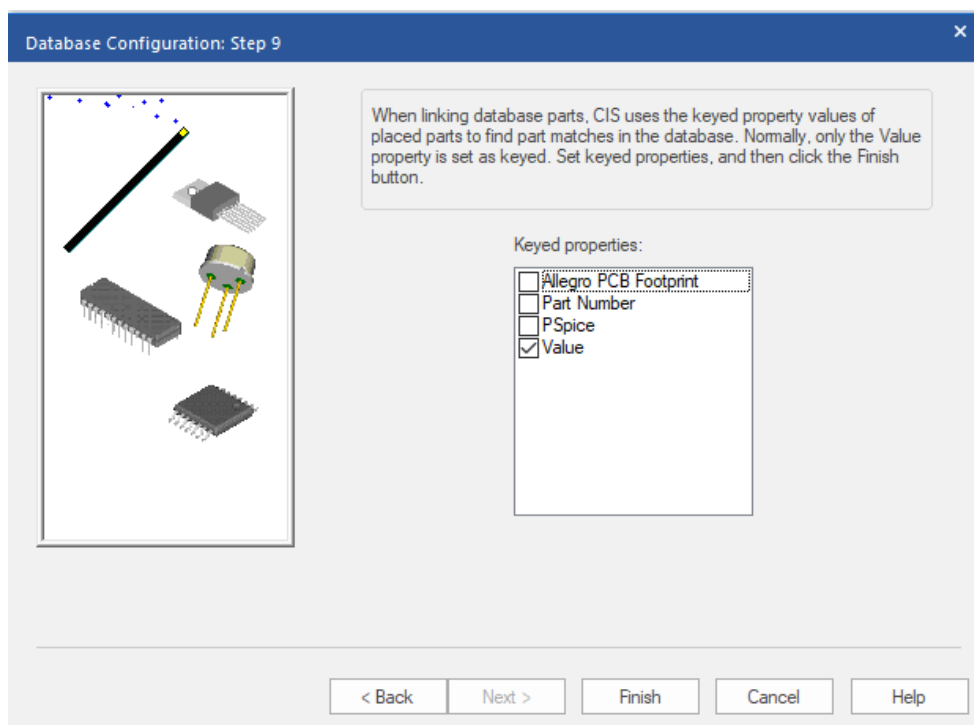 Database Configuration: Step 9
When linking database parts, CIS uses the keyed property values of
placed parts to find part matches in the database. Normally, only the Value
property is set as keyed. Set keyed properties, and then click the Finish
button.
Keyed properties:
Allegro PCB Footprint
Part Number
PSpice
Value
< Back
Next >
Finish
Cancel
Help